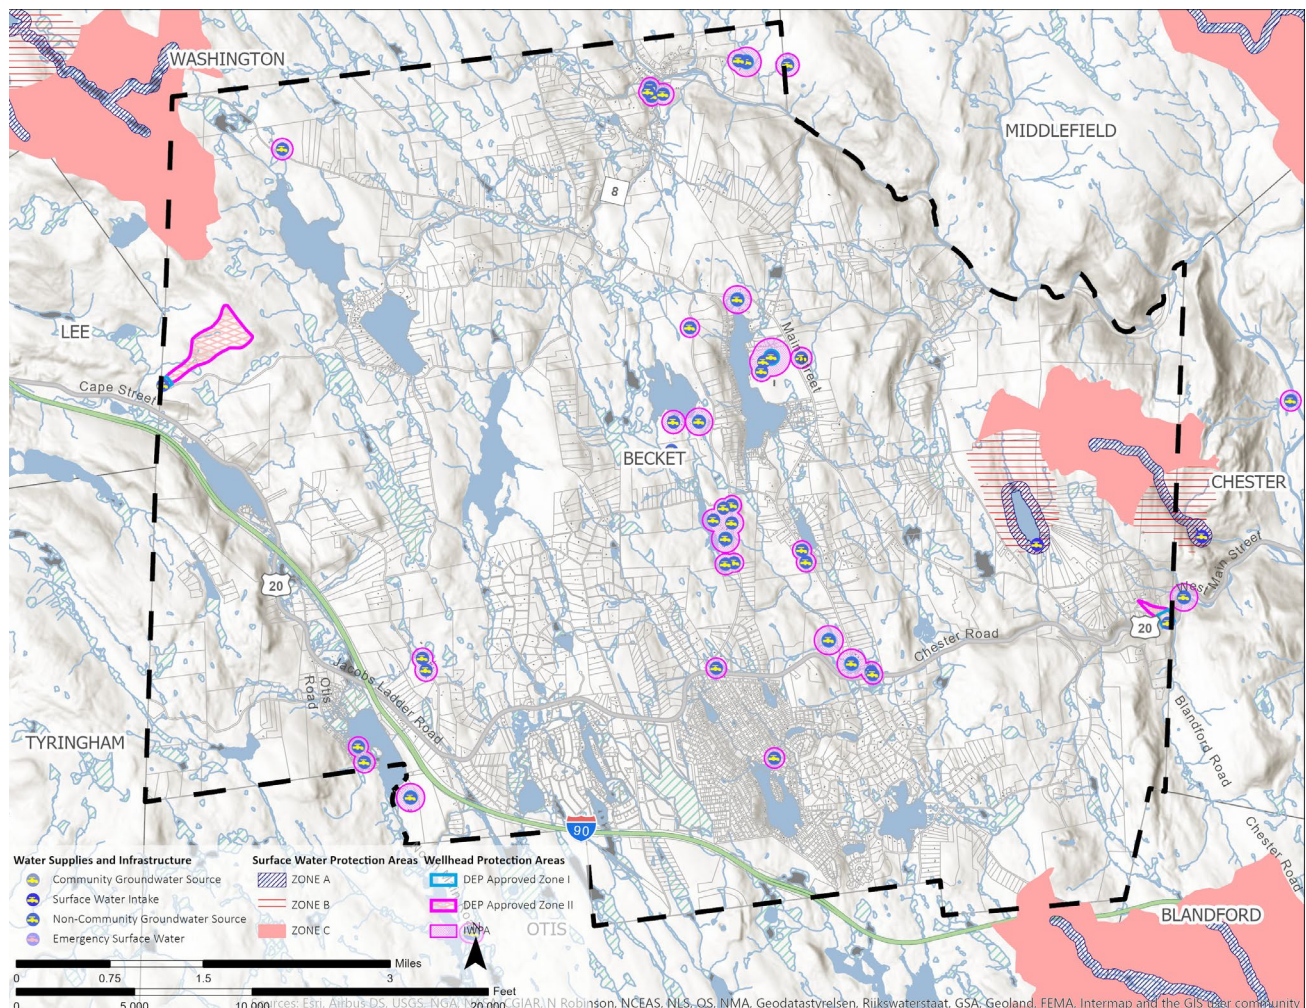 WASHINGTON
MIDDLEFIELD
8
LEE
Cape Street
Main Street
BECKET
CHESTER
West Main Street
20
20
Chester Road
Jacobs Ladder Road
Otis Road
TYRINGHAM
Blandford Road
Chester Road
90
BLANDFORD
OTIS
Water Supplies and Infrastructure
Community Groundwater Source
Surface Water Intake
Non-Community Groundwater Source
Emergency Surface Water
Surface Water Protection Areas
ZONE A
ZONE B
ZONE C
Wellhead Protection Areas
DEP Approved Zone I
DEP Approved Zone II
IWPA
Miles
0 0.75 1.5 3
Feet
0 5,000 10,000 20,000
Esri, Airbus DS, USGS, NGA, CGIAR, N Robinson, NCEAS, NLS, OS, NMA, Geodatastyrelsen, Rijkswaterstaat, GSA, Geoland, FEMA, Intermap and the GIS user community